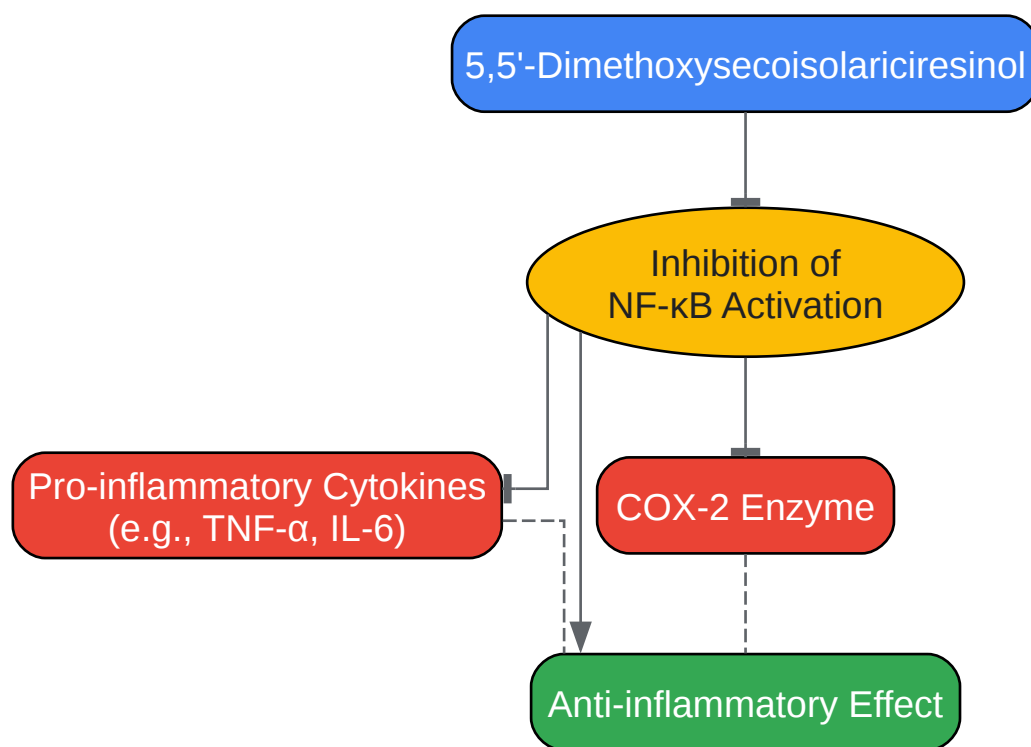 5,5'-Dimethoxysecoisolariciresinol
Inhibition of
NF-κB Activation
Pro-inflammatory Cytokines
(e.g., TNF-α, IL-6)
COX-2 Enzyme
Anti-inflammatory Effect